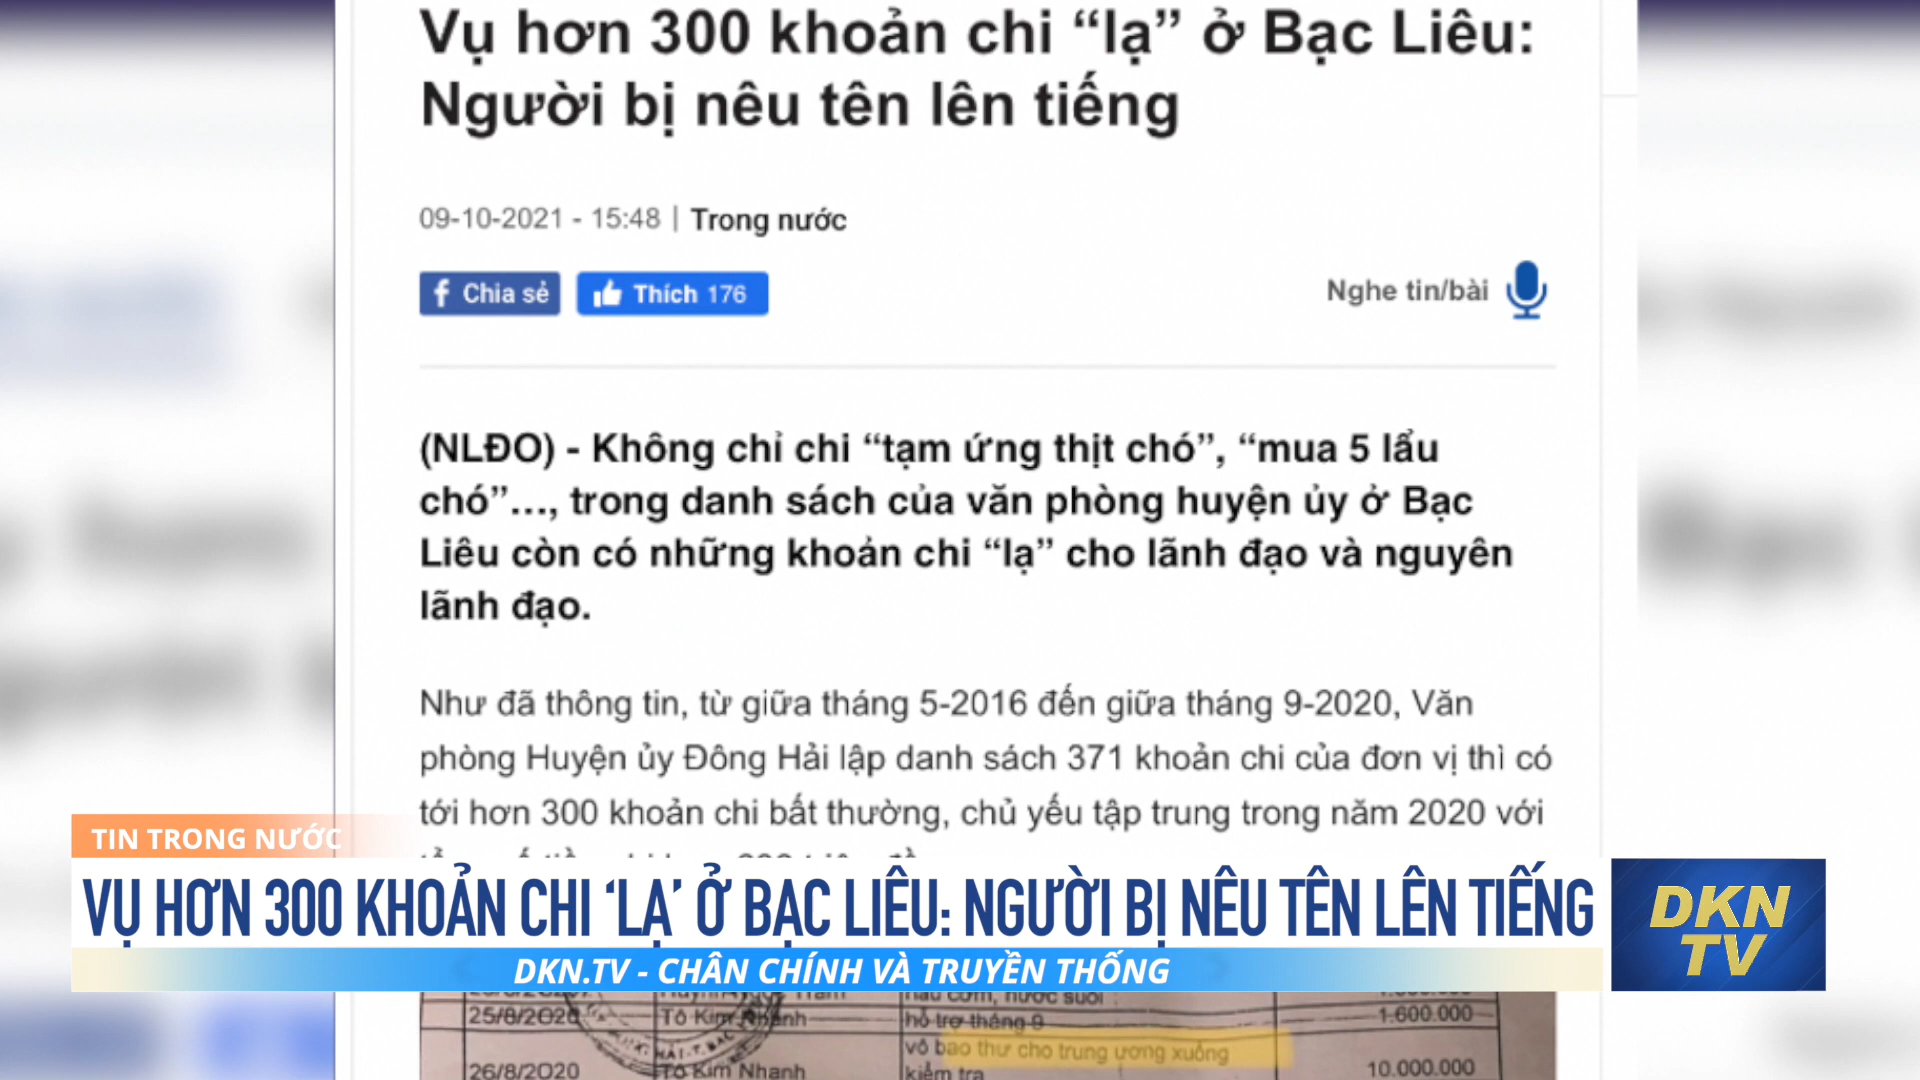 Vụ hơn 300 khoản chi “lạ” ở Bạc Liêu:
Người bị nêu tên lên tiếng
09-10-2021 - 15:48 | Trong nước
Chia sẻ
Thích 176
Nghe tin/bài
(NLĐO) - Không chỉ chi “tạm ứng thịt chó”, “mua 5 lẩu
chó”..., trong danh sách của văn phòng huyện ủy ở Bạc
Liêu còn có những khoản chi “lạ” cho lãnh đạo và nguyên
lãnh đạo.
Như đã thông tin, từ giữa tháng 5-2016 đến giữa tháng 9-2020, Văn
phòng Huyện ủy Đông Hải lập danh sách 371 khoản chi của đơn vị thì có
tới hơn 300 khoản chi bất thường, chủ yếu tập trung trong năm 2020 với
TIN TRONG NƯỚC
VỤ HƠN 300 KHOẢN CHI ‘LẠ’ Ở BẠC LIÊU: NGƯỜI BỊ NÊU TÊN LÊN TIẾNG
DKN TV
DKN.TV - CHÂN CHÍNH VÀ TRUYỀN THỐNG
25/8/2020 Tô Kim Nhanh hỗ trợ tháng 9 1.600.000
vô bao thư cho trung ương xuống
26/8/2020 Tô Kim Nhanh kiểm tra 10.000.000